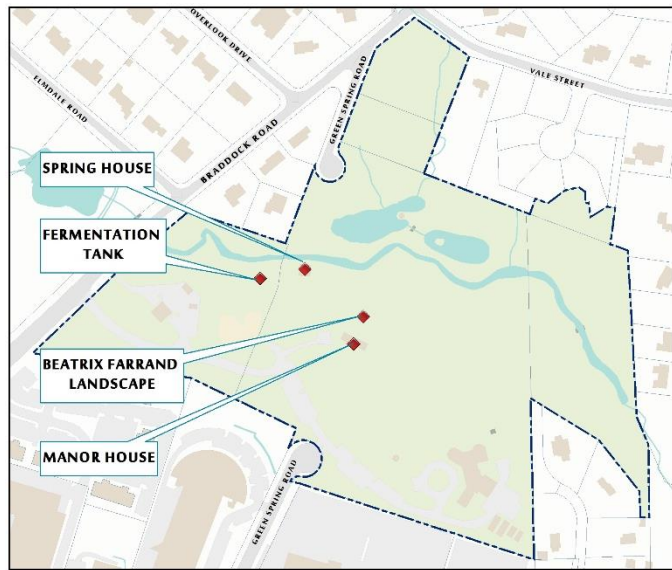 OVERLOOK DRIVE
ELMDALE ROAD
BRADDOCK ROAD
GREEN SPRING ROAD
VALE STREET
SPRING HOUSE
FERMENTATION
TANK
BEATRIX FARRAND
LANDSCAPE
MANOR HOUSE
GREEN SPRING ROAD